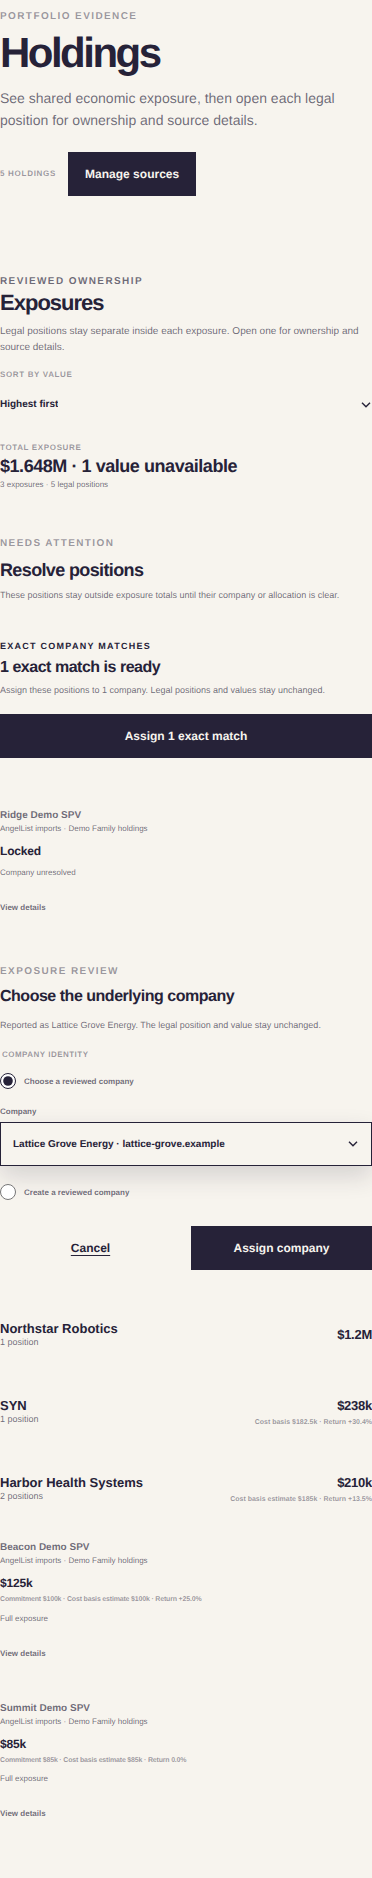 PORTFOLIO EVIDENCE
Holdings
See shared economic exposure, then open each legal
position for ownership and source details.
5 HOLDINGS
Manage sources
REVIEWED OWNERSHIP
Exposures
Legal positions stay separate inside each exposure. Open one for ownership and
source details.
SORT BY VALUE
Highest first
TOTAL EXPOSURE
$1.648M · 1 value unavailable
3 exposures · 5 legal positions
NEEDS ATTENTION
Resolve positions
These positions stay outside exposure totals until their company or allocation is clear.
EXACT COMPANY MATCHES
1 exact match is ready
Assign these positions to 1 company. Legal positions and values stay unchanged.
Assign 1 exact match
Ridge Demo SPV
AngelList imports · Demo Family holdings
Locked
Company unresolved
View details
EXPOSURE REVIEW
Choose the underlying company
Reported as Lattice Grove Energy. The legal position and value stay unchanged.
COMPANY IDENTITY
Choose a reviewed company
Company
Lattice Grove Energy · lattice-grove.example
Create a reviewed company
Cancel
Assign company
Northstar Robotics
1 position
$1.2M
SYN
1 position
$238k
Cost basis $182.5k · Return +30.4%
Harbor Health Systems
2 positions
$210k
Cost basis estimate $185k · Return +13.5%
Beacon Demo SPV
AngelList imports · Demo Family holdings
$125k
Commitment $100k · Cost basis estimate $100k · Return +25.0%
Full exposure
View details
Summit Demo SPV
AngelList imports · Demo Family holdings
$85k
Commitment $85k · Cost basis estimate $85k · Return 0.0%
Full exposure
View details